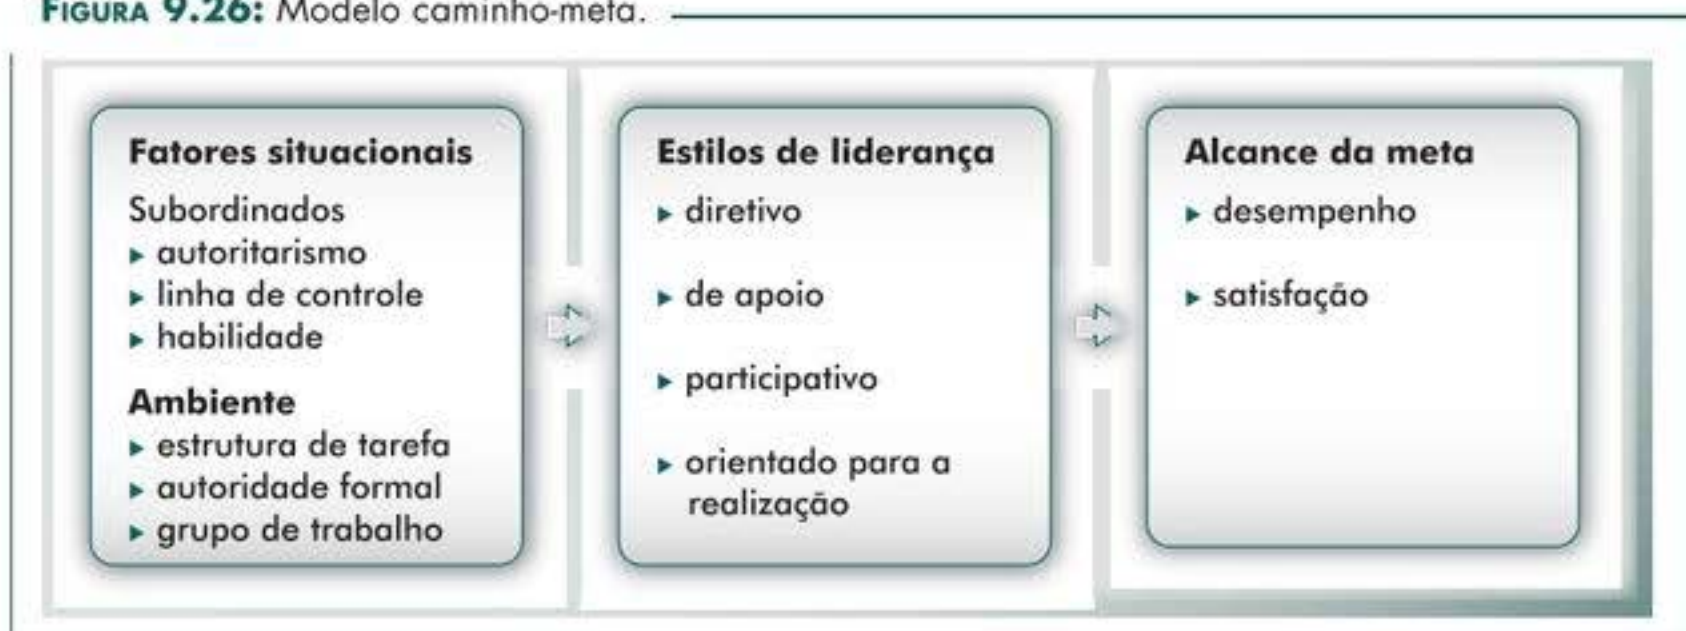 FIGURA 9.26: Modelo caminho-meta.
Fatores situacionais
Subordinados
▸ autoritarismo
▸ linha de controle
▸ habilidade
Ambiente
▸ estrutura de tarefa
▸ autoridade formal
▸ grupo de trabalho
Estilos de liderança
▸ diretivo
▸ de apoio
▸ participativo
▸ orientado para a
realização
Alcance da meta
▸ desempenho
▸ satisfação